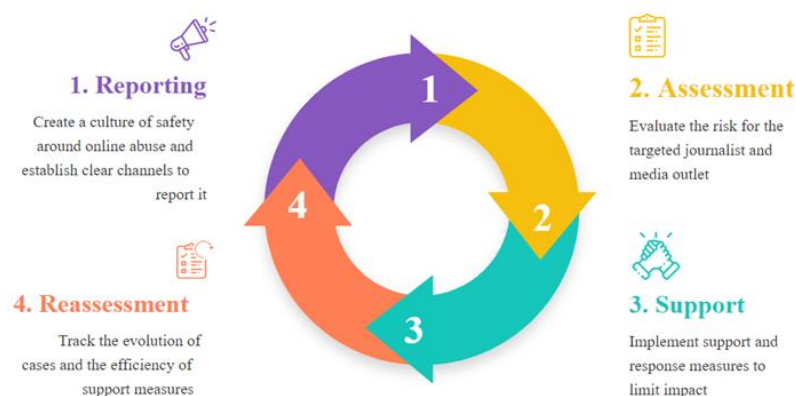 1. Reporting
Create a culture of safety
around online abuse and
establish clear channels to
report it
1
2. Assessment
Evaluate the risk for the
targeted journalist and
media outlet
2
3. Support
Implement support and
response measures to
limit impact
3
4. Reassessment
Track the evolution of
cases and the efficiency of
support measures
4